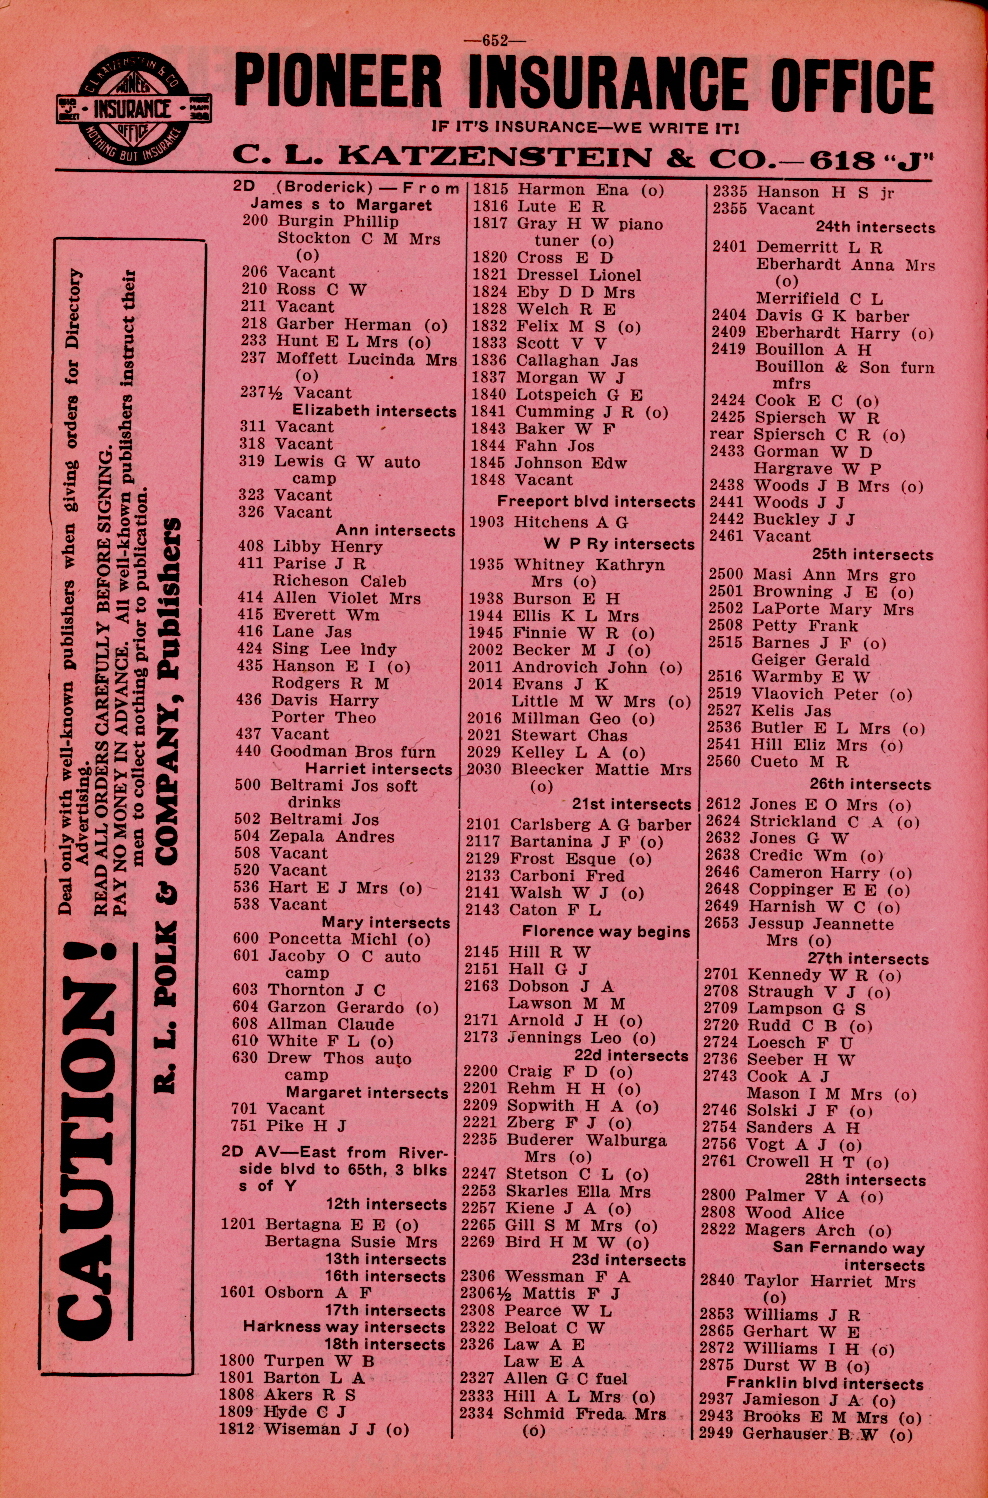 —652—
C. L. KATZENSTEIN & CO
PIONEER
INSURANCE
OFFICE
NOTHING BUT INSURANCE
618 "J" STREET
PHONE MAIN
PIONEER INSURANCE OFFICE
IF IT'S INSURANCE—WE WRITE IT!
C. L. KATZENSTEIN & CO.—618 "J"
CAUTION!
Deal only with well-known publishers when giving orders for Directory
Advertising.
READ ALL ORDERS CAREFULLY BEFORE SIGNING.
PAY NO MONEY IN ADVANCE. All well-known publishers instruct their
men to collect nothing prior to publication.
R. L. POLK & COMPANY, Publishers
2D (Broderick)—From
James s to Margaret
200 Burgin Phillip
Stockton C M Mrs
(o)
206 Vacant
210 Ross C W
211 Vacant
218 Garber Herman (o)
233 Hunt E L Mrs (o)
237 Moffett Lucinda Mrs
(o)
237½ Vacant
Elizabeth intersects
311 Vacant
318 Vacant
319 Lewis G W auto
camp
323 Vacant
326 Vacant
Ann intersects
408 Libby Henry
411 Parise J R
Richeson Caleb
414 Allen Violet Mrs
415 Everett Wm
416 Lane Jas
424 Sing Lee lndy
435 Hanson E I (o)
Rodgers R M
436 Davis Harry
Porter Theo
437 Vacant
440 Goodman Bros furn
Harriet intersects
500 Beltrami Jos soft
drinks
502 Beltrami Jos
504 Zepala Andres
508 Vacant
520 Vacant
536 Hart E J Mrs (o)
538 Vacant
Mary intersects
600 Poncetta Michl (o)
601 Jacoby O C auto
camp
603 Thornton J C
604 Garzon Gerardo (o)
608 Allman Claude
610 White F L (o)
630 Drew Thos auto
camp
Margaret intersects
701 Vacant
751 Pike H J
2D AV—East from River-
side blvd to 65th, 3 blks
s of Y
12th intersects
1201 Bertagna E E (o)
Bertagna Susie Mrs
13th intersects
16th intersects
1601 Osborn A F
17th intersects
Harkness way intersects
18th intersects
1800 Turpen W B
1801 Barton L A
1808 Akers R S
1809 Hyde C J
1812 Wiseman J J (o)
1815 Harmon Ena (o)
1816 Lute E R
1817 Gray H W piano
tuner (o)
1820 Cross E D
1821 Dressel Lionel
1824 Eby D D Mrs
1828 Welch R E
1832 Felix M S (o)
1833 Scott V V
1836 Callaghan Jas
1837 Morgan W J
1840 Lotspeich G E
1841 Cumming J R (o)
1843 Baker W F
1844 Fahn Jos
1845 Johnson Edw
1848 Vacant
Freeport blvd intersects
1903 Hitchens A G
W P Ry intersects
1935 Whitney Kathryn
Mrs (o)
1938 Burson E H
1944 Ellis K L Mrs
1945 Finnie W R (o)
2002 Becker M J (o)
2011 Androvich John (o)
2014 Evans J K
Little M W Mrs (o)
2016 Millman Geo (o)
2021 Stewart Chas
2029 Kelley L A (o)
2030 Bleecker Mattie Mrs
(o)
21st intersects
2101 Carlsberg A G barber
2117 Bartanina J F (o)
2129 Frost Esque (o)
2133 Carboni Fred
2141 Walsh W J (o)
2143 Caton F L
Florence way begins
2145 Hill R W
2151 Hall G J
2163 Dobson J A
Lawson M M
2171 Arnold J H (o)
2173 Jennings Leo (o)
22d intersects
2200 Craig F D (o)
2201 Rehm H H (o)
2209 Sopwith H A (o)
2221 Zberg F J (o)
2235 Buderer Walburga
Mrs (o)
2247 Stetson C L (o)
2253 Skarles Ella Mrs
2257 Kiene J A (o)
2265 Gill S M Mrs (o)
2269 Bird H M W (o)
23d intersects
2306 Wessman F A
2306½ Mattis F J
2308 Pearce W L
2322 Beloat C W
2326 Law A E
Law E A
2327 Allen G C fuel
2333 Hill A L Mrs (o)
2334 Schmid Freda Mrs
(o)
2335 Hanson H S jr
2355 Vacant
24th intersects
2401 Demerritt L R
Eberhardt Anna Mrs
(o)
Merrifield C L
2404 Davis G K barber
2409 Eberhardt Harry (o)
2419 Bouillon A H
Bouillon & Son furn
mfrs
2424 Cook E C (o)
2425 Spiersch W R
rear Spiersch C R (o)
2433 Gorman W D
Hargrave W P
2438 Woods J B Mrs (o)
2441 Woods J J
2442 Buckley J J
2461 Vacant
25th intersects
2500 Masi Ann Mrs gro
2501 Browning J E (o)
2502 LaPorte Mary Mrs
2508 Petty Frank
2515 Barnes J F (o)
Geiger Gerald
2516 Warmby E W
2519 Vlaovich Peter (o)
2527 Kelis Jas
2536 Butler E L Mrs (o)
2541 Hill Eliz Mrs (o)
2560 Cueto M R
26th intersects
2612 Jones E O Mrs (o)
2624 Strickland C A (o)
2632 Jones G W
2638 Credic Wm (o)
2646 Cameron Harry (o)
2648 Coppinger E E (o)
2649 Harnish W C (o)
2653 Jessup Jeannette
Mrs (o)
27th intersects
2701 Kennedy W R (o)
2708 Straugh V J (o)
2709 Lampson G S
2720 Rudd C B (o)
2724 Loesch F U
2736 Seeber H W
2743 Cook A J
Mason I M Mrs (o)
2746 Solski J F (o)
2754 Sanders A H
2756 Vogt A J (o)
2761 Crowell H T (o)
28th intersects
2800 Palmer V A (o)
2808 Wood Alice
2822 Magers Arch (o)
San Fernando way
intersects
2840 Taylor Harriet Mrs
(o)
2853 Williams J R
2865 Gerhart W E
2872 Williams I H (o)
2875 Durst W B (o)
Franklin blvd intersects
2937 Jamieson J A (o)
2943 Brooks E M Mrs (o)
2949 Gerhauser B W (o)